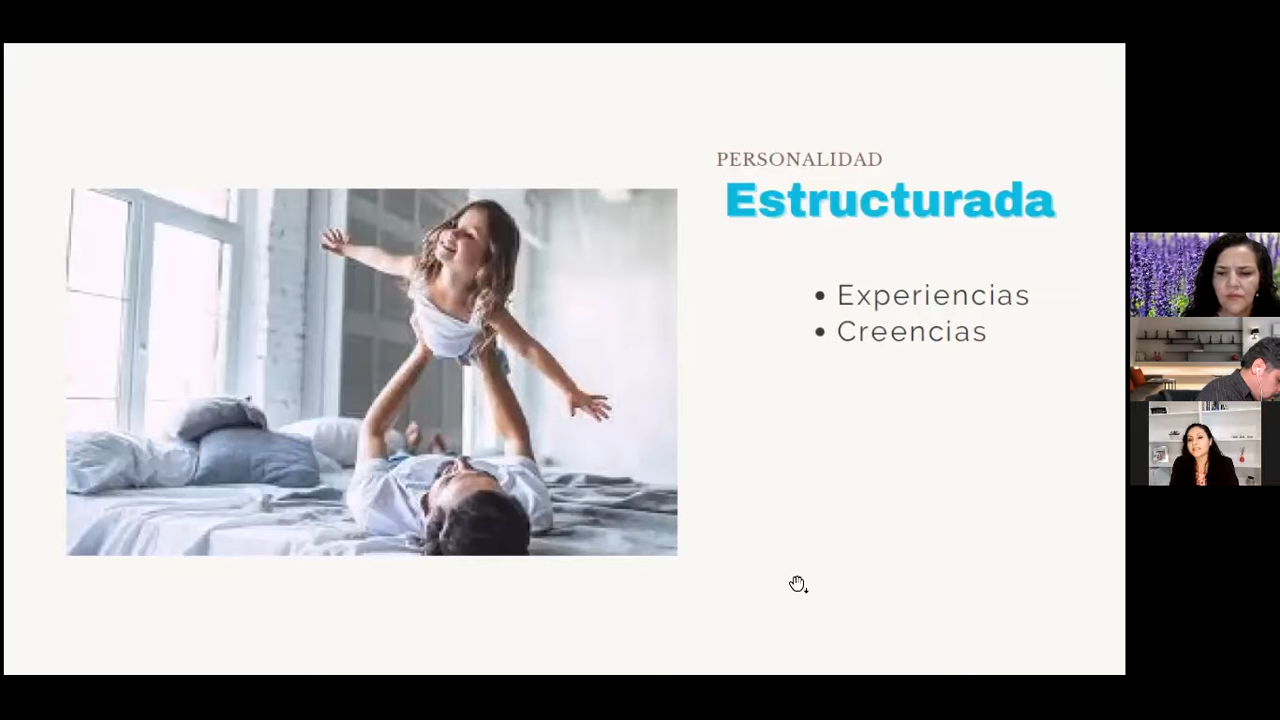 PERSONALIDAD
Estructurada
• Experiencias
• Creencias